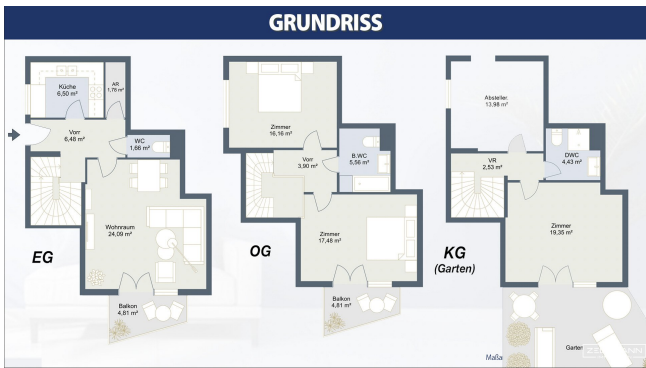 GRUNDRISS
Küche
6,50 m²
AR
1,75 m²
Vorr
6,48 m²
WC
1,66 m²
Wohnraum
24,09 m²
EG
Balkon
4,81 m²
Zimmer
16,16 m²
Vorr
3,90 m²
B.WC
5,56 m²
Zimmer
17,48 m²
OG
Balkon
4,81 m²
Abstellr.
13,98 m²
VR
2,53 m²
DWC
4,43 m²
Zimmer
19,35 m²
KG
(Garten)
Garten
Maßa